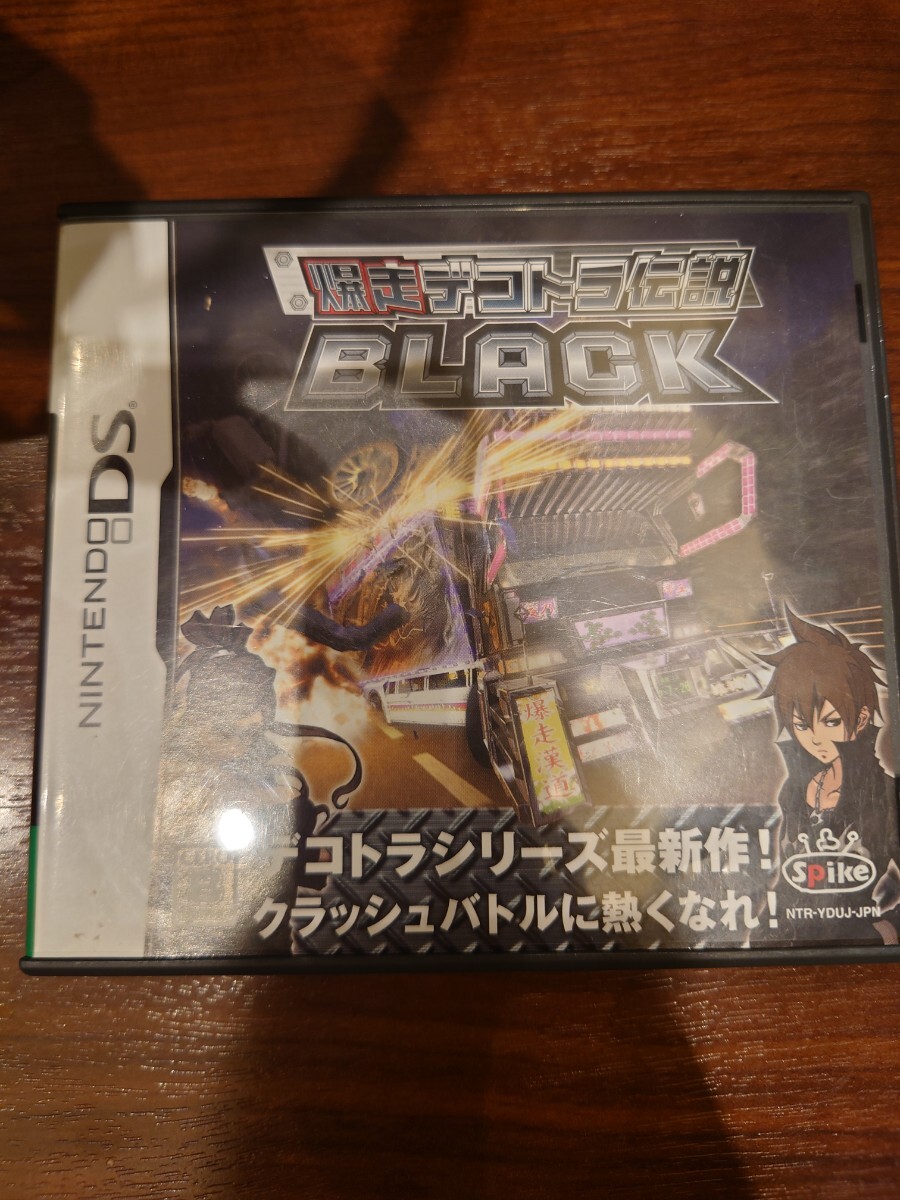 爆走デコトラ伝説
BLACK
NINTENDO DS
爆走漢道
デコトラシリーズ最新作！
クラッシュバトルに熱くなれ！
Spike
NTR-YDUJ-JPN
CERO